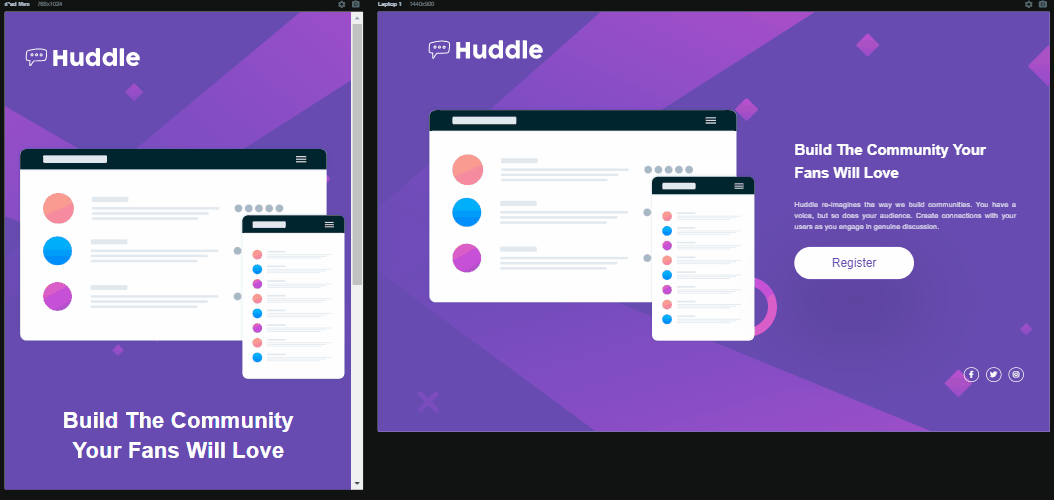 768x1024
Huddle
Build The Community
Your Fans Will Love
Laptop 1 1440x900
Huddle
Build The Community Your
Fans Will Love
Huddle re-imagines the way we build communities. You have a
voice, but so does your audience. Create connections with your
users as you engage in genuine discussion.
Register